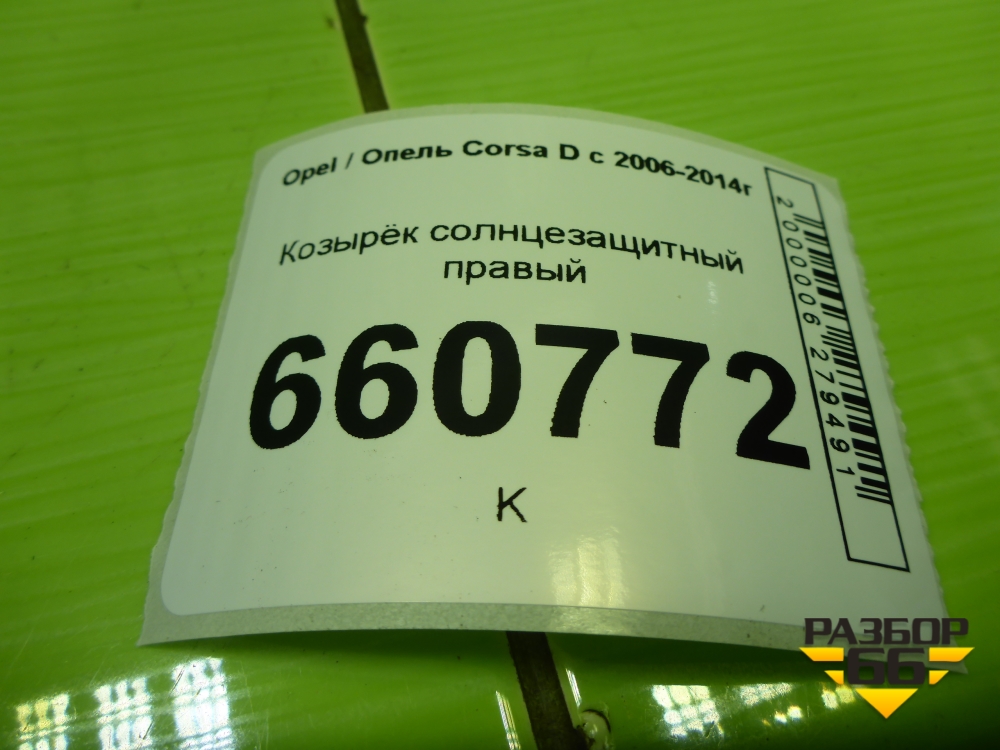 Opel / Опель Corsa D с 2006-2014г
Козырёк солнцезащитный
правый
660772
К
2000006279491
РАЗБОР
66